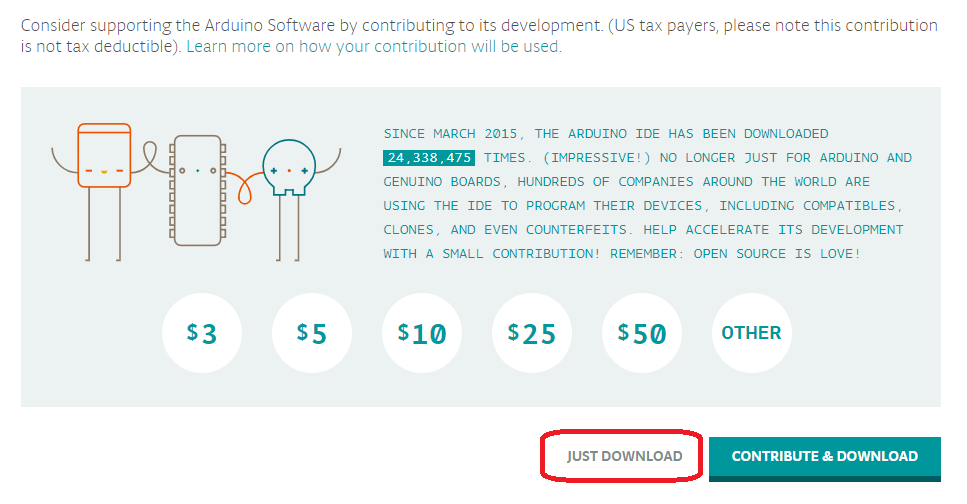 Consider supporting the Arduino Software by contributing to its development. (US tax payers, please note this contribution
is not tax deductible). Learn more on how your contribution will be used.
SINCE MARCH 2015, THE ARDUINO IDE HAS BEEN DOWNLOADED
24,338,475 TIMES. (IMPRESSIVE!) NO LONGER JUST FOR ARDUINO AND
GENUINO BOARDS, HUNDREDS OF COMPANIES AROUND THE WORLD ARE
USING THE IDE TO PROGRAM THEIR DEVICES, INCLUDING COMPATIBLES,
CLONES, AND EVEN COUNTERFEITS. HELP ACCELERATE ITS DEVELOPMENT
WITH A SMALL CONTRIBUTION! REMEMBER: OPEN SOURCE IS LOVE!
$3 $5 $10 $25 $50 OTHER
JUST DOWNLOAD CONTRIBUTE & DOWNLOAD